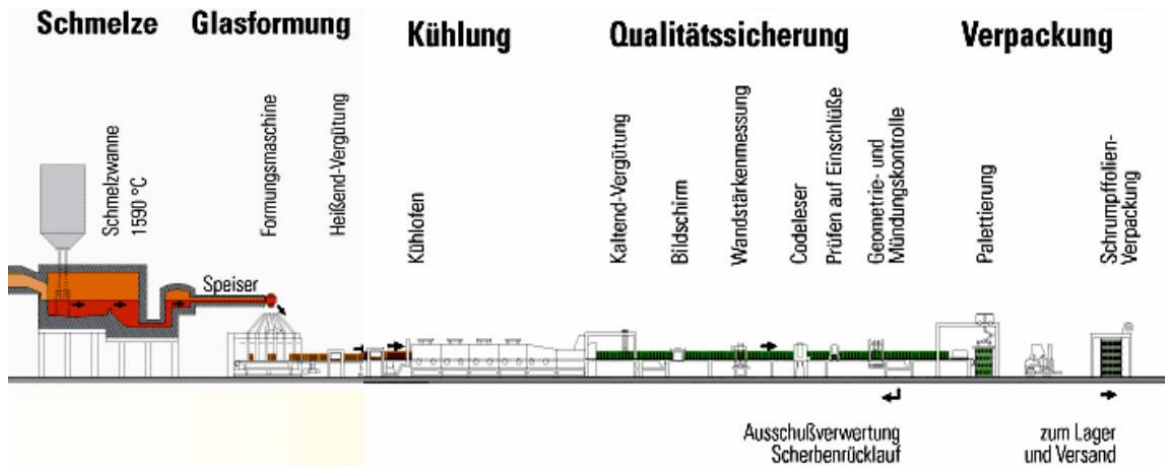 Schmelze
Glasformung
Kühlung
Qualitätssicherung
Verpackung
Schmelzwanne
1590 °C
Formungsmaschine
Heißend-Vergütung
Kühlofen
Kaltend-Vergütung
Bildschirm
Wandstärkenmessung
Codeleser
Prüfen auf Einschlüße
Geometrie- und
Mündungskontrolle
Palettierung
Schrumpffolien-
Verpackung
Speiser
Ausschußverwertung
Scherbenrücklauf
zum Lager
und Versand